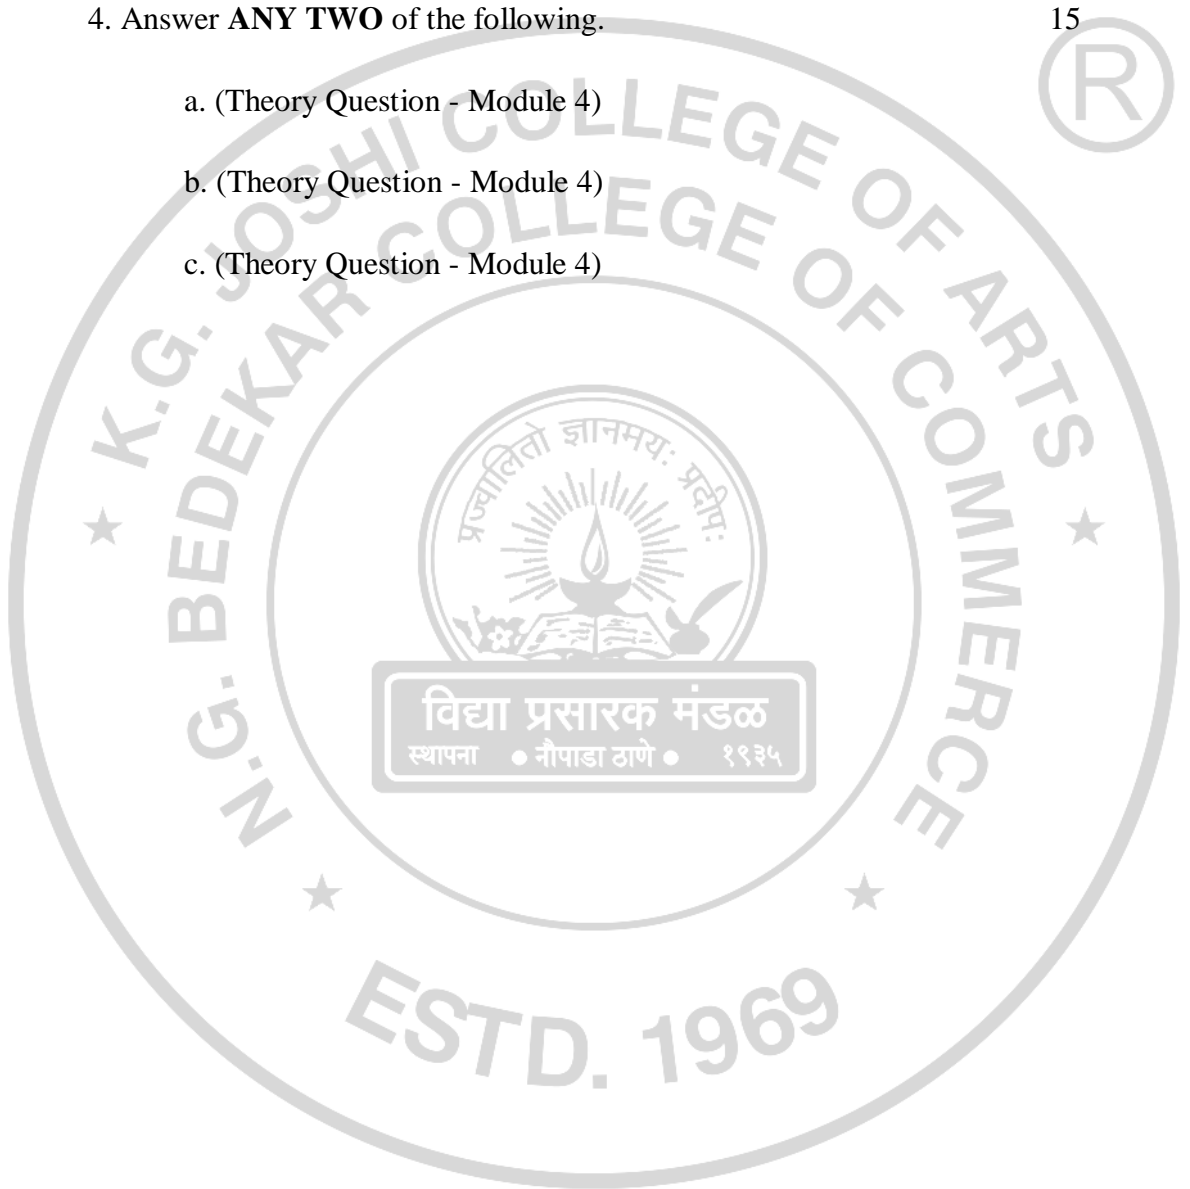 4. Answer ANY TWO of the following. 15
a. (Theory Question - Module 4)
b. (Theory Question - Module 4)
c. (Theory Question - Module 4)
K.G. JOSHI COLLEGE OF ARTS
N.G. BEDEKAR COLLEGE OF COMMERCE
R
प्रज्वालितो ज्ञानमयः प्रदीपः
विद्या प्रसारक मंडळ
स्थापना ● नौपाडा ठाणे ● १९३५
ESTD. 1969